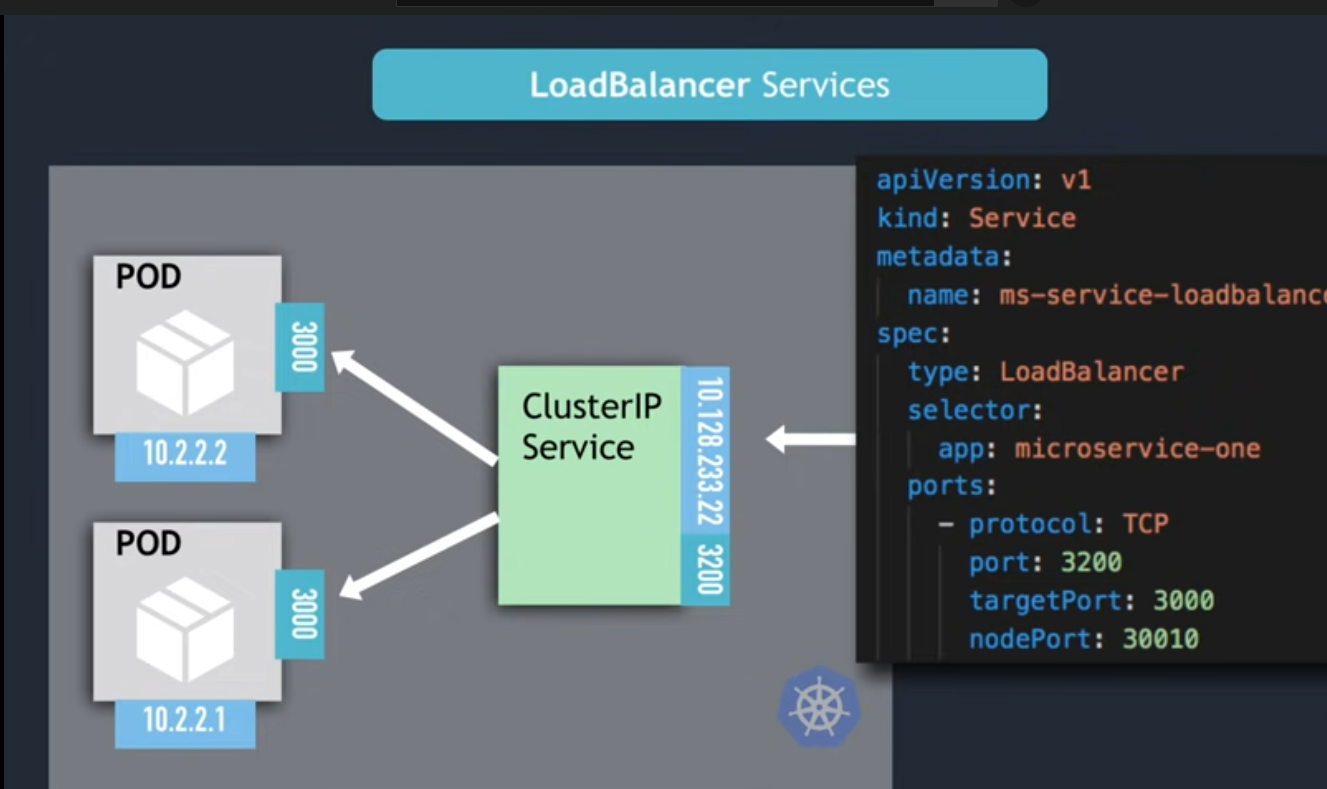 LoadBalancer Services
POD
3000
10.2.2.2
POD
3000
10.2.2.1
ClusterIP
Service
10.128.233.22
3200
apiVersion: v1
kind: Service
metadata:
name: ms-service-loadbalanc
spec:
type: LoadBalancer
selector:
app: microservice-one
ports:
- protocol: TCP
port: 3200
targetPort: 3000
nodePort: 30010